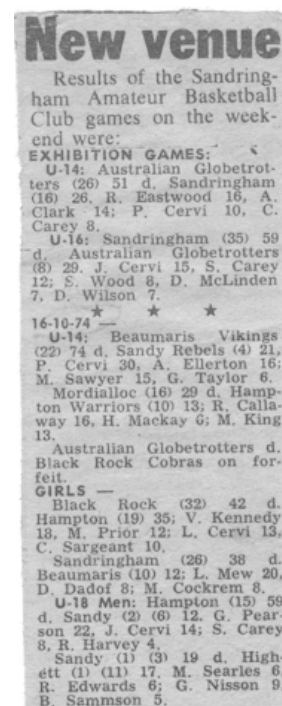 New venue
Results of the Sandring-
ham Amateur Basketball
Club games on the week-
end were:
EXHIBITION GAMES:
U-14: Australian Globetrot-
ters (26) 51 d. Sandringham
(16) 26. R. Eastwood 16, A.
Clark 14; P. Cervi 10, C.
Carey 8.
U-16: Sandringham (35) 59
d. Australian Globetrotters
(8) 29. J. Cervi 15, S. Carey
12; S. Wood 8, D. McLinden
7, D. Wilson 7.
★ ★ ★
16-10-74 —
U-14: Beaumaris Vikings
(22) 74 d. Sandy Rebels (4) 21,
P. Cervi 30, A. Ellerton 16;
M. Sawyer 15, G. Taylor 6.
Mordialloc (16) 29 d. Hamp-
ton Warriors (10) 13; R. Calla-
way 16, H. Mackay 6; M. King
13.
Australian Globetrotters d.
Black Rock Cobras on for-
feit.
GIRLS —
Black Rock (32) 42 d.
Hampton (19) 35; V. Kennedy
18, M. Prior 12; L. Cervi 13,
C. Sargeant 10.
Sandringham (26) 38 d.
Beaumaris (10) 12; L. Mew 20,
D. Dadof 8; M. Cockrem 8.
U-18 Men: Hampton (15) 59
d. Sandy (2) (6) 12. G. Pear-
son 22, J. Cervi 14; S. Carey
8, R. Harvey 4.
Sandy (1) (3) 19 d. High-
ett (1) (11) 17. M. Searles 6
R. Edwards 6; G. Nisson 9
B. Sammson 5.